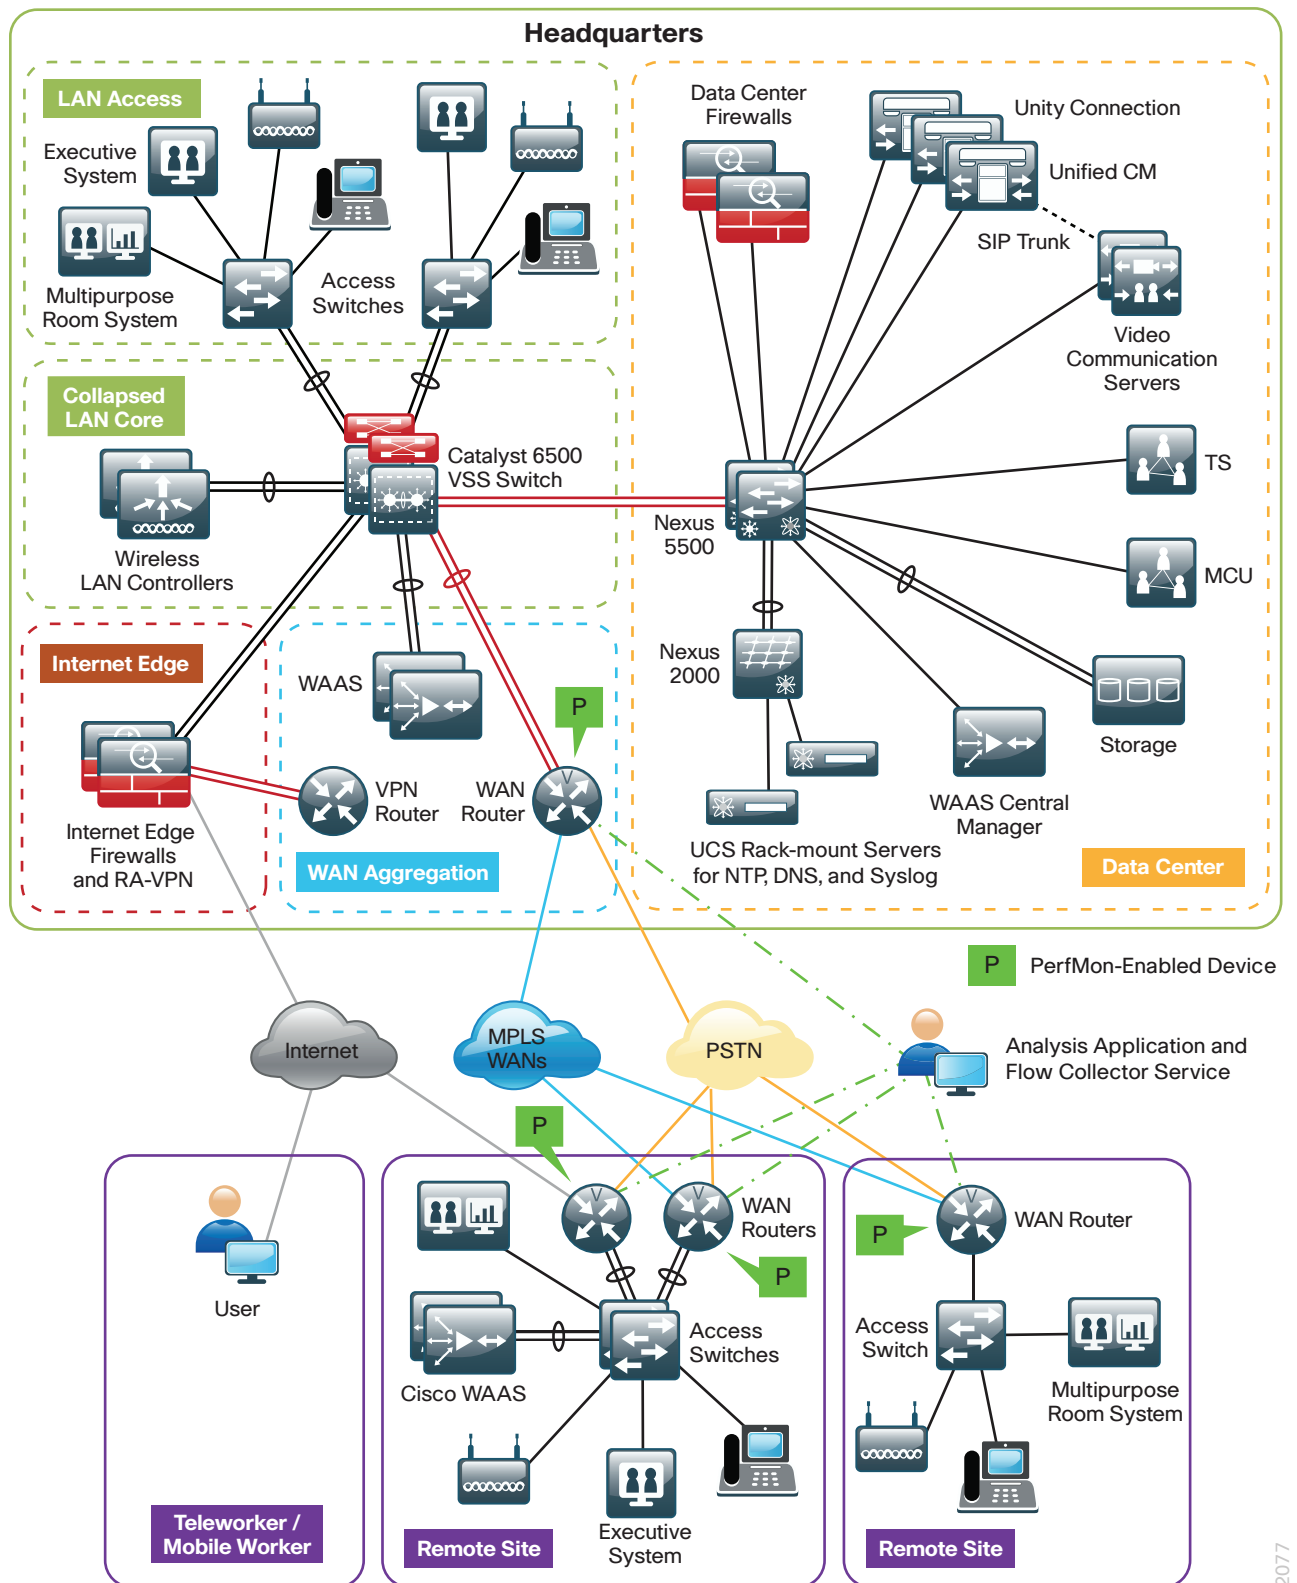 Headquarters
LAN Access
Executive
System
Multipurpose
Room System
Access
Switches
Data Center
Firewalls
Unity Connection
Unified CM
SIP Trunk
Video
Communication
Servers
Collapsed
LAN Core
Catalyst 6500
VSS Switch
Wireless
LAN Controllers
Nexus
5500
TS
MCU
Nexus
2000
Storage
WAAS Central
Manager
UCS Rack-mount Servers
for NTP, DNS, and Syslog
Data Center
Internet Edge
Internet Edge
Firewalls
and RA-VPN
WAAS
P
VPN
Router
WAN
Router
V
WAN Aggregation
P
PerfMon-Enabled Device
Internet
MPLS
WANs
PSTN
Analysis Application and
Flow Collector Service
User
Teleworker /
Mobile Worker
P
V
V
WAN
Routers
P
Access
Switches
Cisco WAAS
Executive
System
Remote Site
V
WAN Router
P
Access
Switch
Multipurpose
Room System
Remote Site
2077